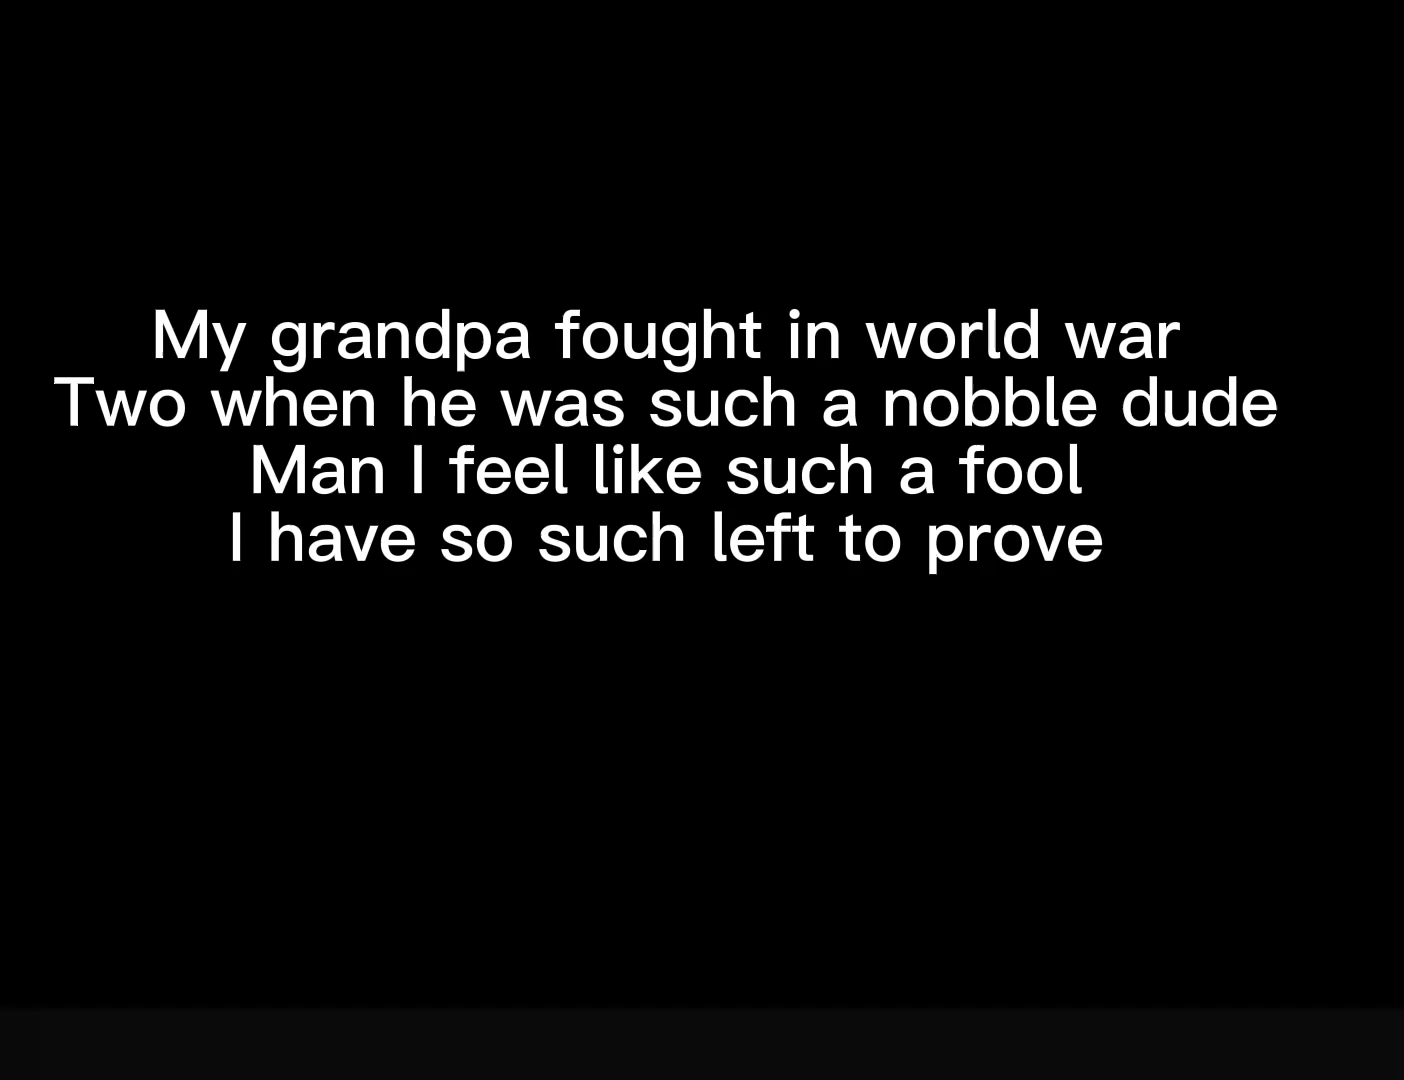 My grandpa fought in world war
Two when he was such a nobble dude
Man I feel like such a fool
I have so such left to prove